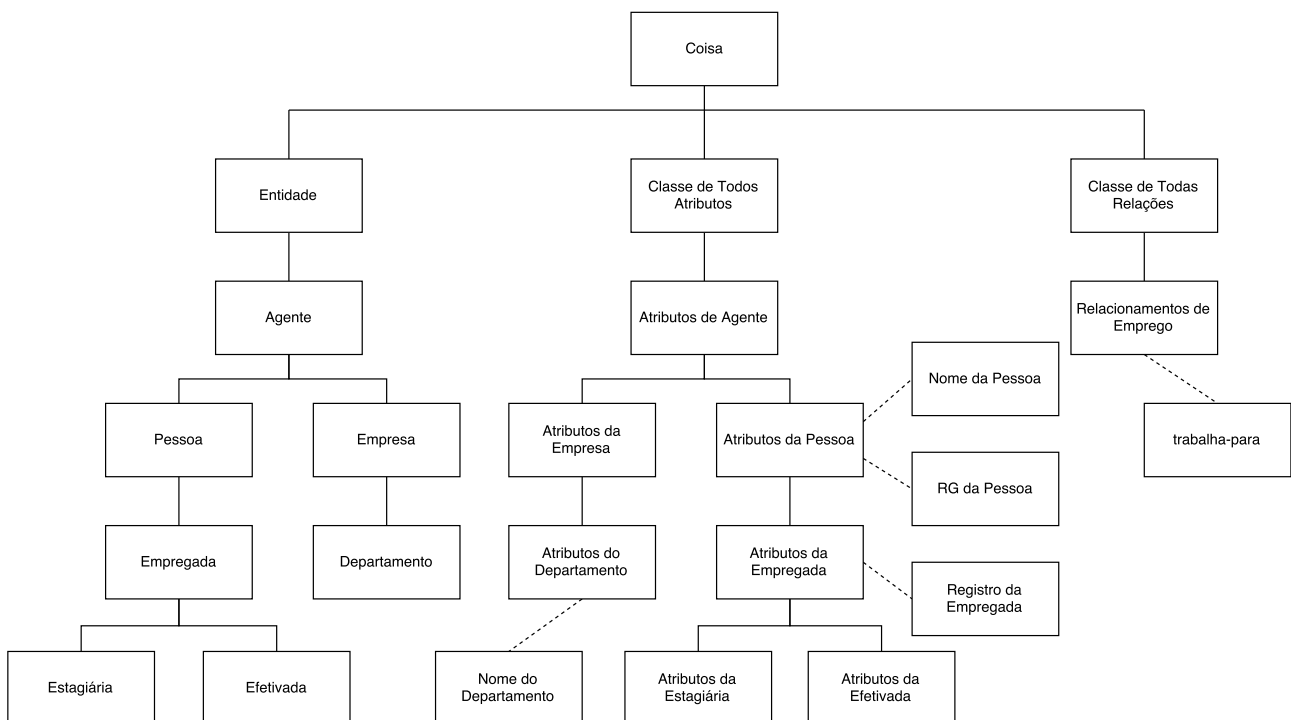 Coisa
Entidade
Classe de Todos
Atributos
Classe de Todas
Relações
Agente
Atributos de Agente
Relacionamentos de
Emprego
Nome da Pessoa
Pessoa
Empresa
Atributos da
Empresa
Atributos da Pessoa
trabalha-para
RG da Pessoa
Empregada
Departamento
Atributos do
Departamento
Atributos da
Empregada
Registro da
Empregada
Estagiária
Efetivada
Nome do
Departamento
Atributos da
Estagiária
Atributos da
Efetivada